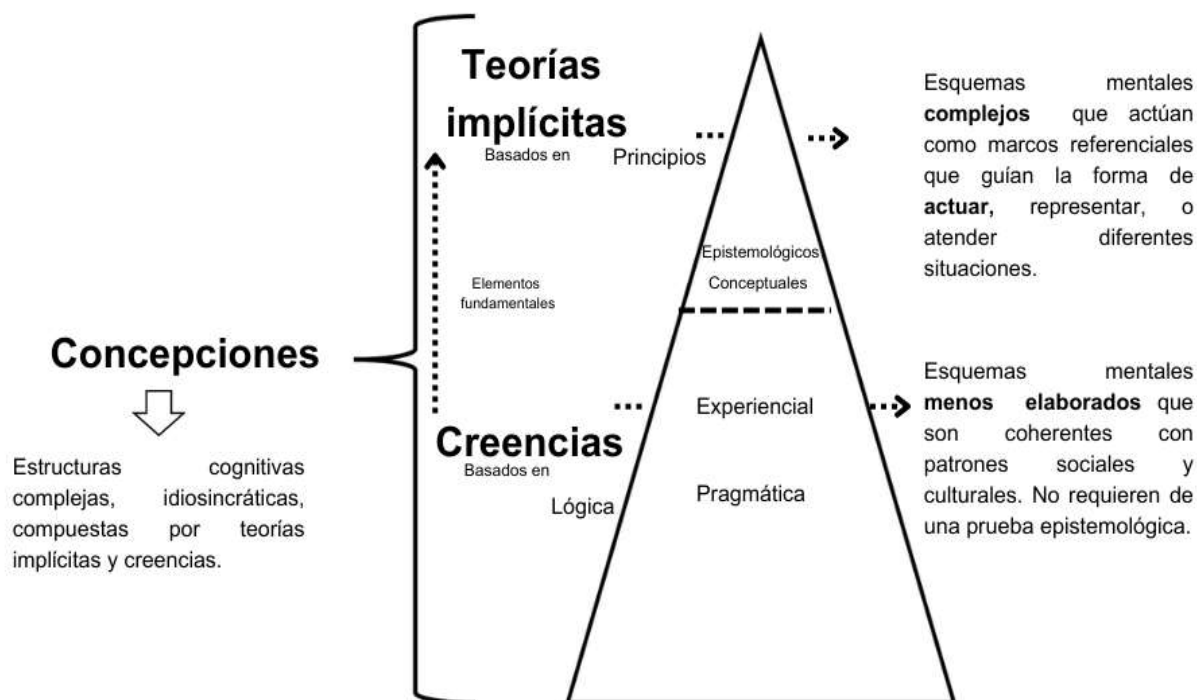 Concepciones
Estructuras cognitivas
complejas, idiosincráticas,
compuestas por teorías
implícitas y creencias.
Teorías
implícitas
Basados en
Principios
Elementos
fundamentales
Creencias
Basados en
Lógica
Epistemológicos
Conceptuales
Experiencial
Pragmática
Esquemas mentales
complejos que actúan
como marcos referenciales
que guían la forma de
actuar, representar, o
atender diferentes
situaciones.
Esquemas mentales
menos elaborados que
son coherentes con
patrones sociales y
culturales. No requieren de
una prueba epistemológica.